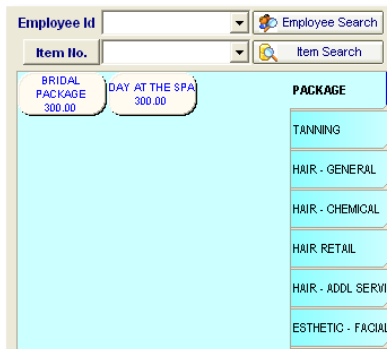 Employee Id
Employee Search
Item No.
Item Search
BRIDAL
PACKAGE
300.00
DAY AT THE SPA
300.00
PACKAGE
TANNING
HAIR - GENERAL
HAIR - CHEMICAL
HAIR RETAIL
HAIR - ADDL SERVI
ESTHETIC - FACIAL